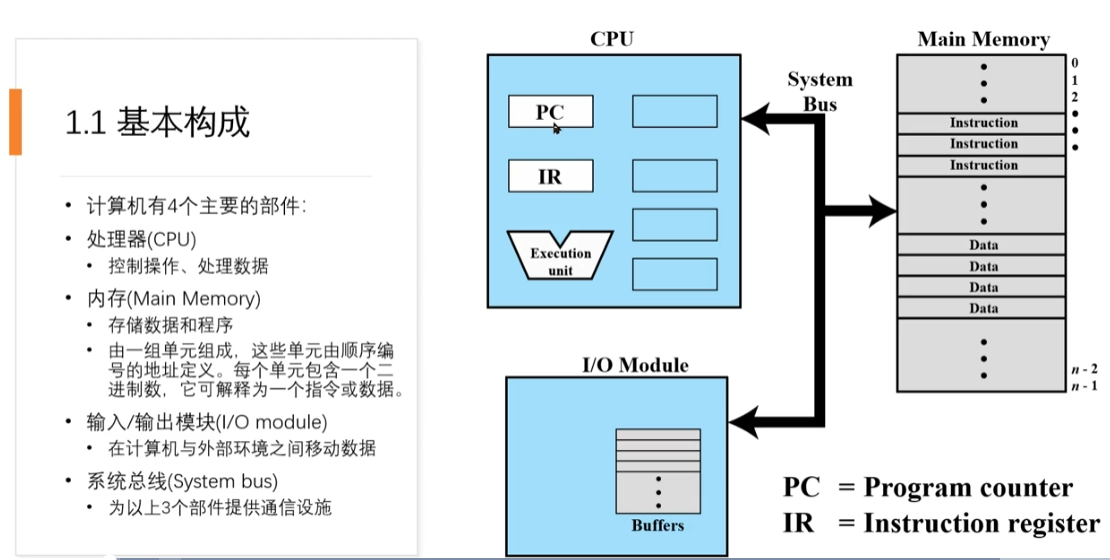 1.1 基本构成
• 计算机有4个主要的部件：
• 处理器(CPU)
• 控制操作、处理数据
• 内存(Main Memory)
• 存储数据和程序
• 由一组单元组成，这些单元由顺序编
号的地址定义。每个单元包含一个二
进制数，它可解释为一个指令或数据。
• 输入/输出模块(I/O module)
• 在计算机与外部环境之间移动数据
• 系统总线(System bus)
• 为以上3个部件提供通信设施
CPU
PC
IR
Execution
unit
System
Bus
Main Memory
0
1
2
Instruction
Instruction
Instruction
Data
Data
Data
Data
n - 2
n - 1
I/O Module
Buffers
PC = Program counter
IR = Instruction register